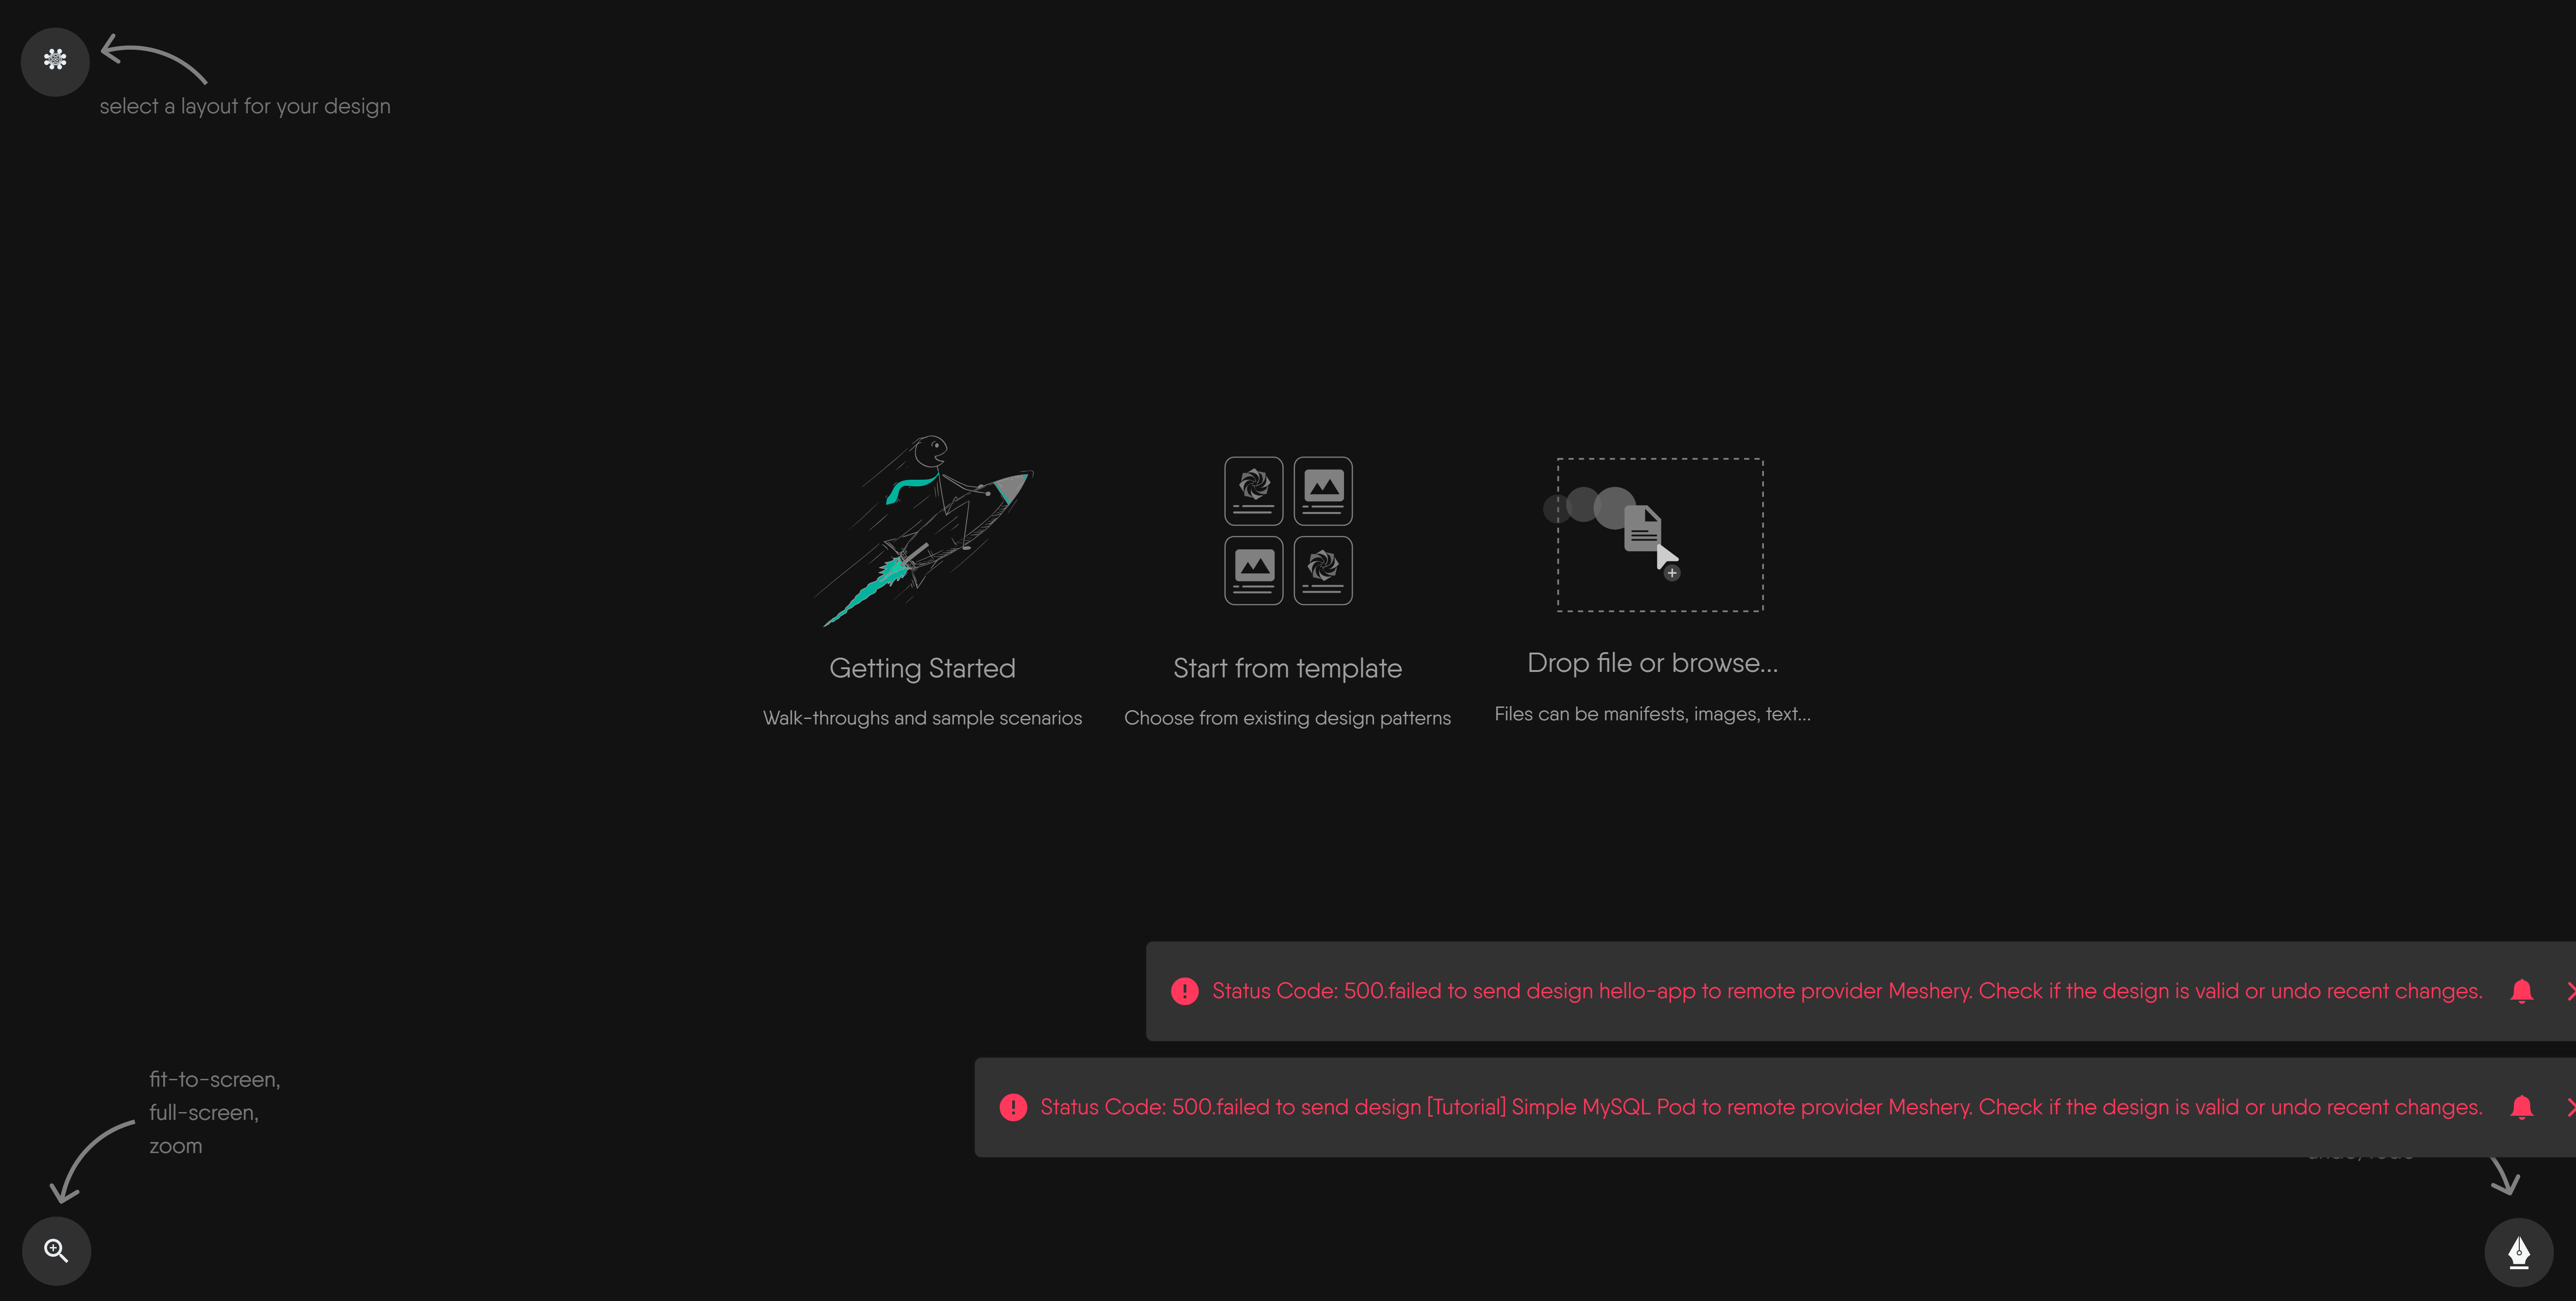 select a layout for your design
Getting Started
Start from template
Drop file or browse...
Walk-throughs and sample scenarios
Choose from existing design patterns
Files can be manifests, images, text...
Status Code: 500.failed to send design hello-app to remote provider Meshery. Check if the design is valid or undo recent changes.
Status Code: 500.failed to send design [Tutorial] Simple MySQL Pod to remote provider Meshery. Check if the design is valid or undo recent changes.
fit-to-screen,
full-screen,
zoom